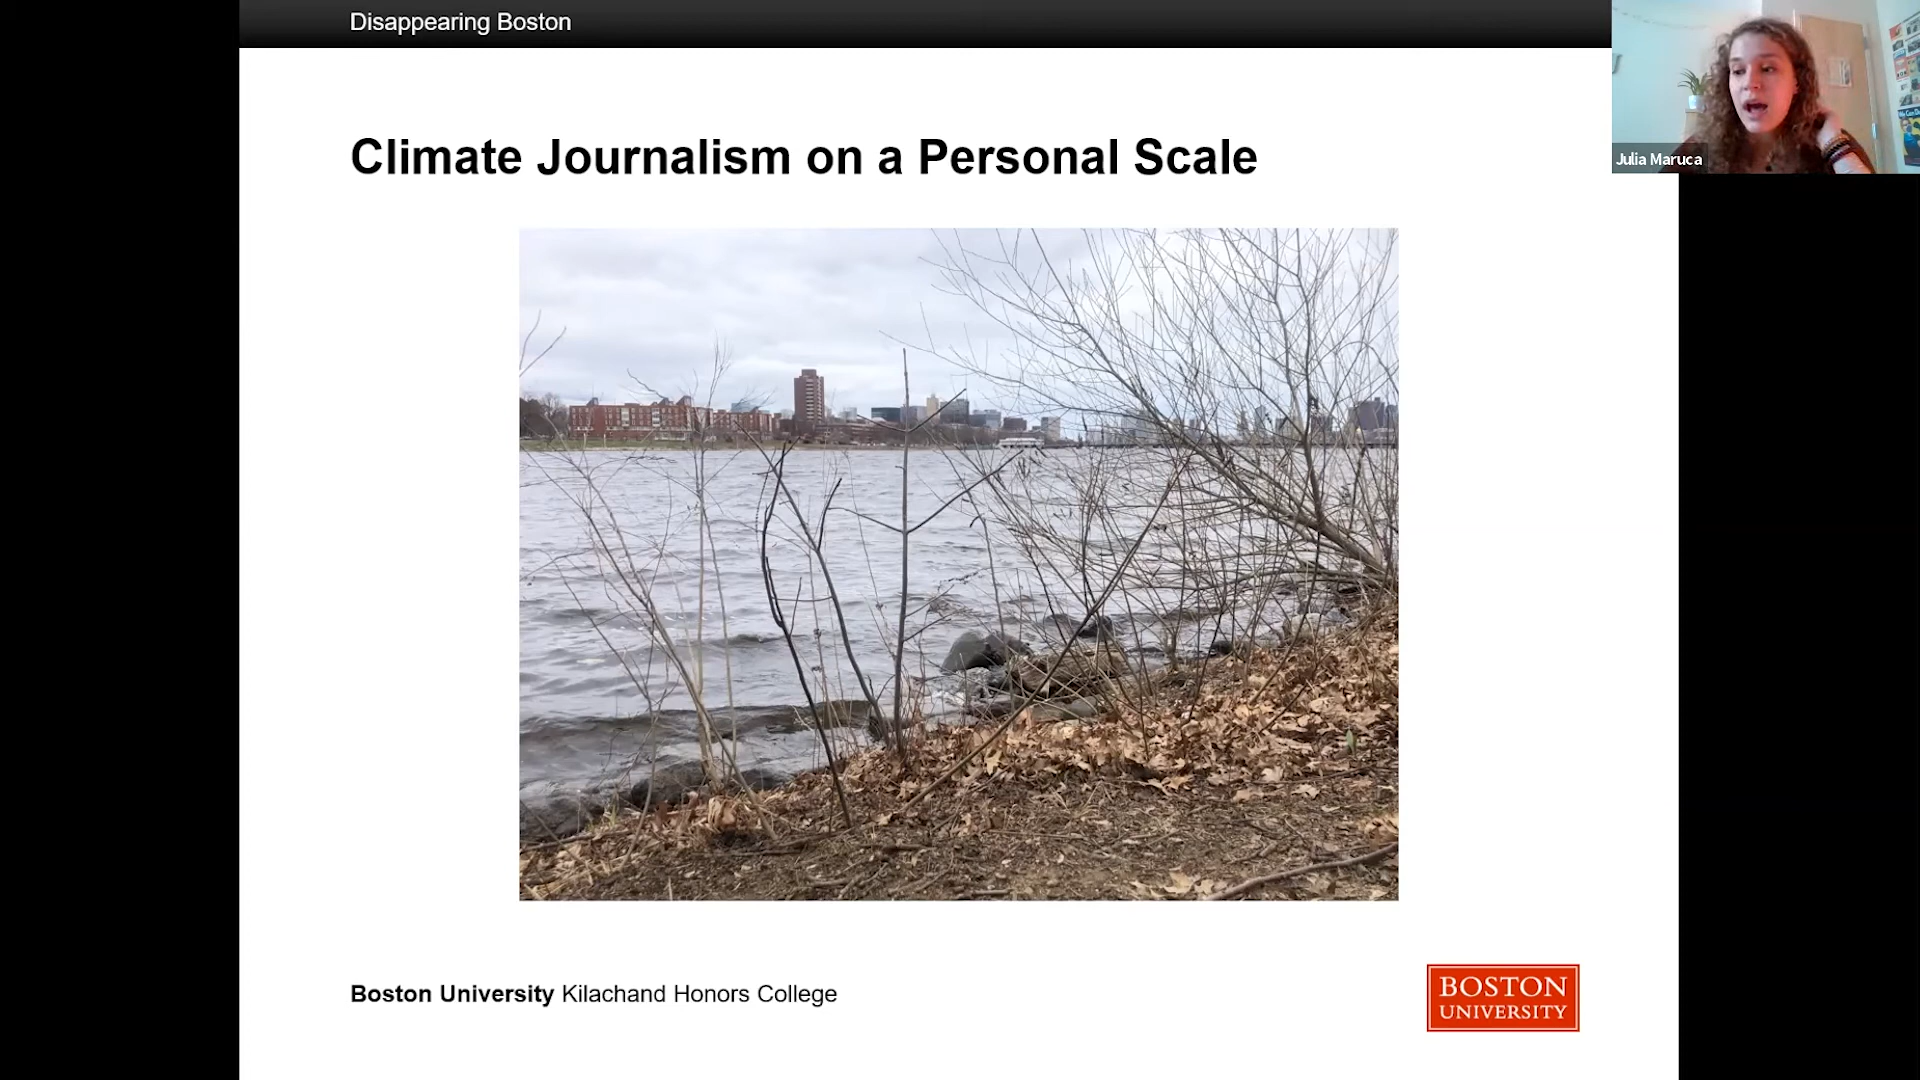 Disappearing Boston
Julia Maruca
Climate Journalism on a Personal Scale
Boston University Kilachand Honors College
BOSTON
UNIVERSITY